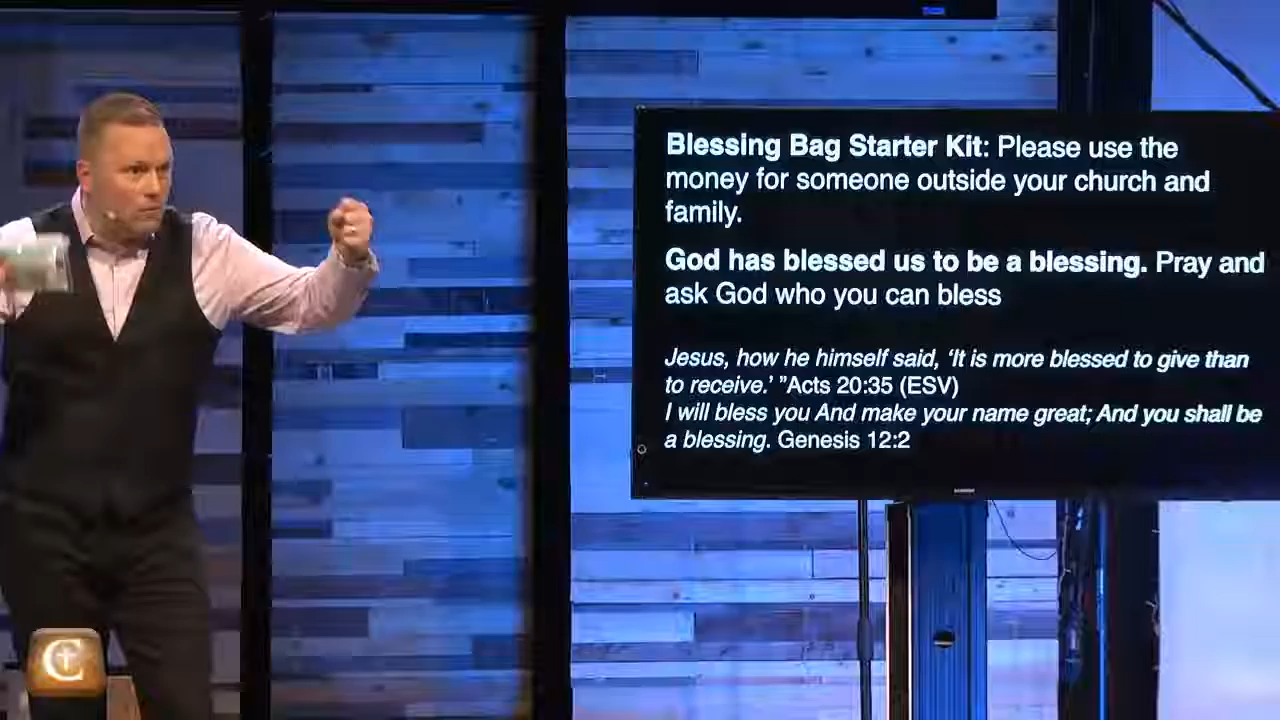 Blessing Bag Starter Kit: Please use the
money for someone outside your church and
family.
God has blessed us to be a blessing. Pray and
ask God who you can bless
Jesus, how he himself said, ‘It is more blessed to give than
to receive.’ ”Acts 20:35 (ESV)
I will bless you And make your name great; And you shall be
a blessing. Genesis 12:2
C